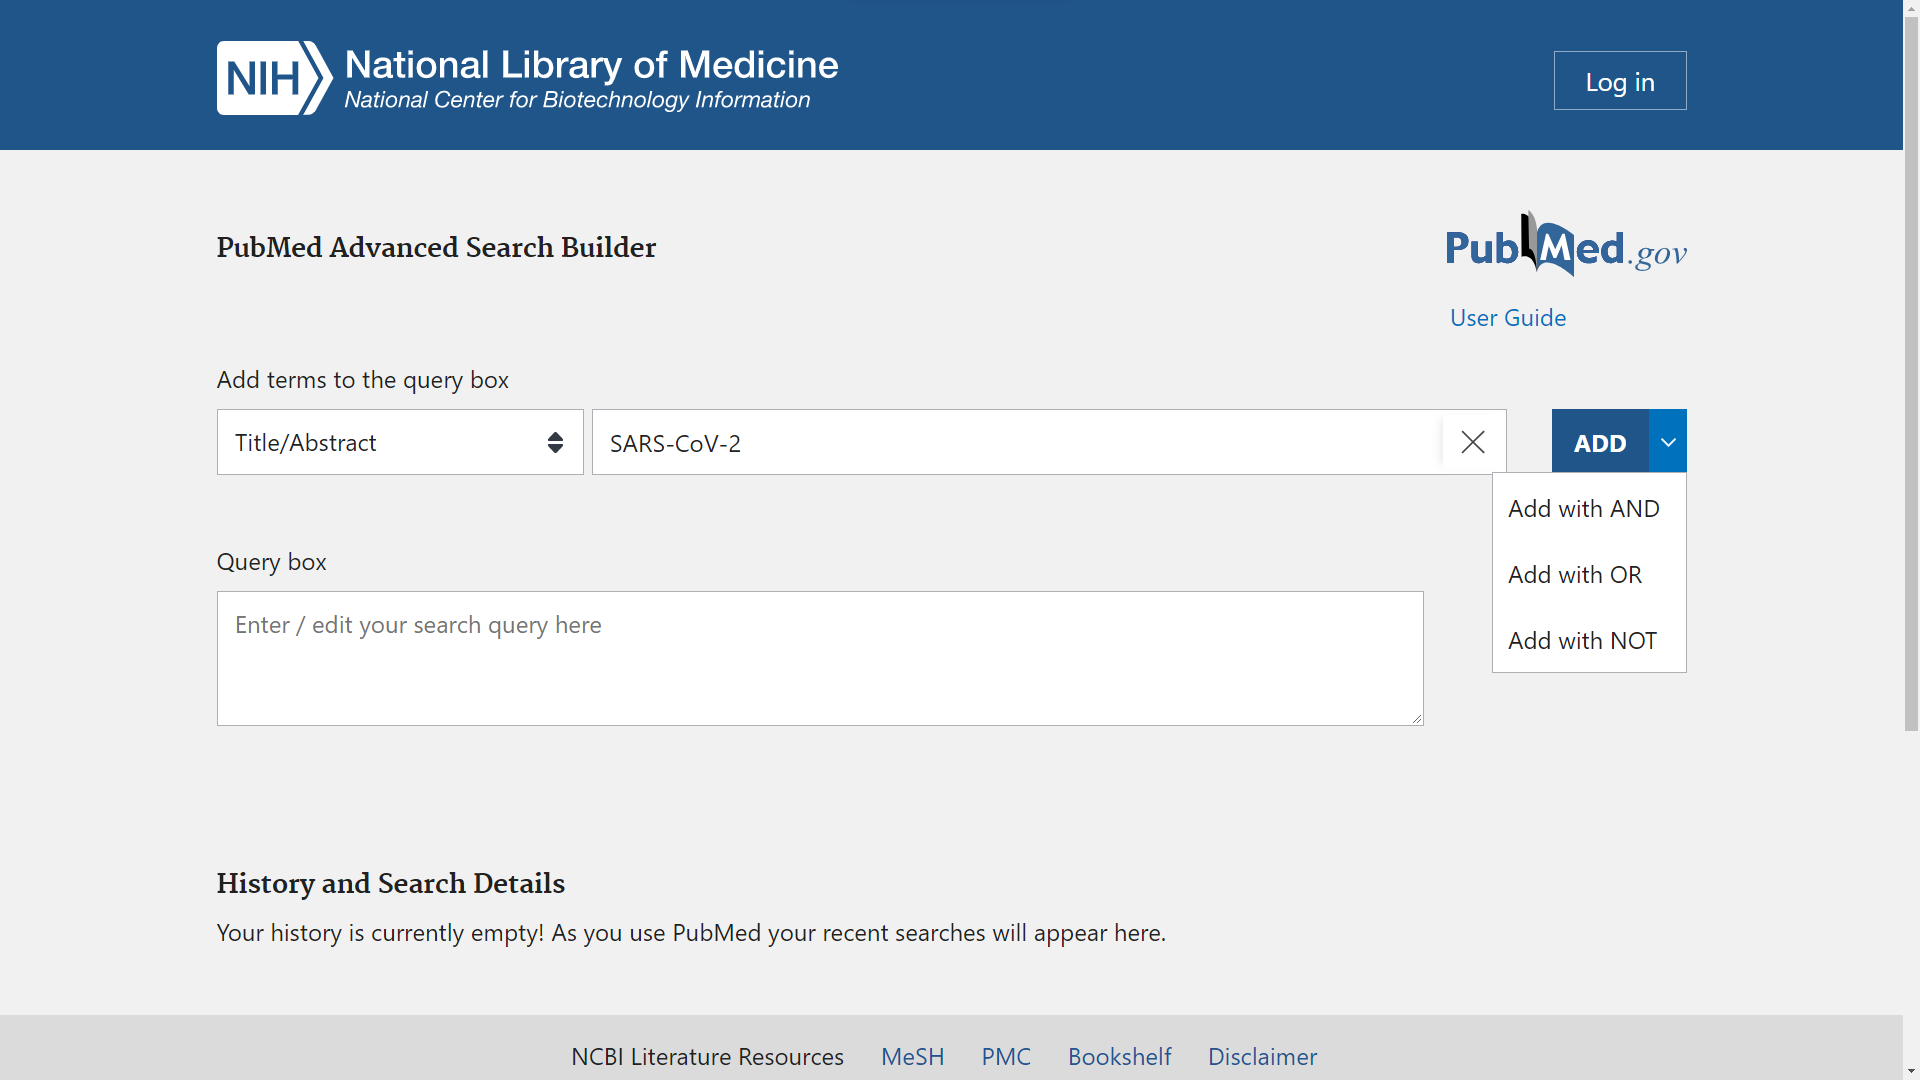 NIH National Library of Medicine
National Center for Biotechnology Information
Log in
PubMed Advanced Search Builder
PubMed.gov
User Guide
Add terms to the query box
Title/Abstract
SARS-CoV-2
ADD
Add with AND
Add with OR
Add with NOT
Query box
Enter / edit your search query here
History and Search Details
Your history is currently empty! As you use PubMed your recent searches will appear here.
NCBI Literature Resources MeSH PMC Bookshelf Disclaimer